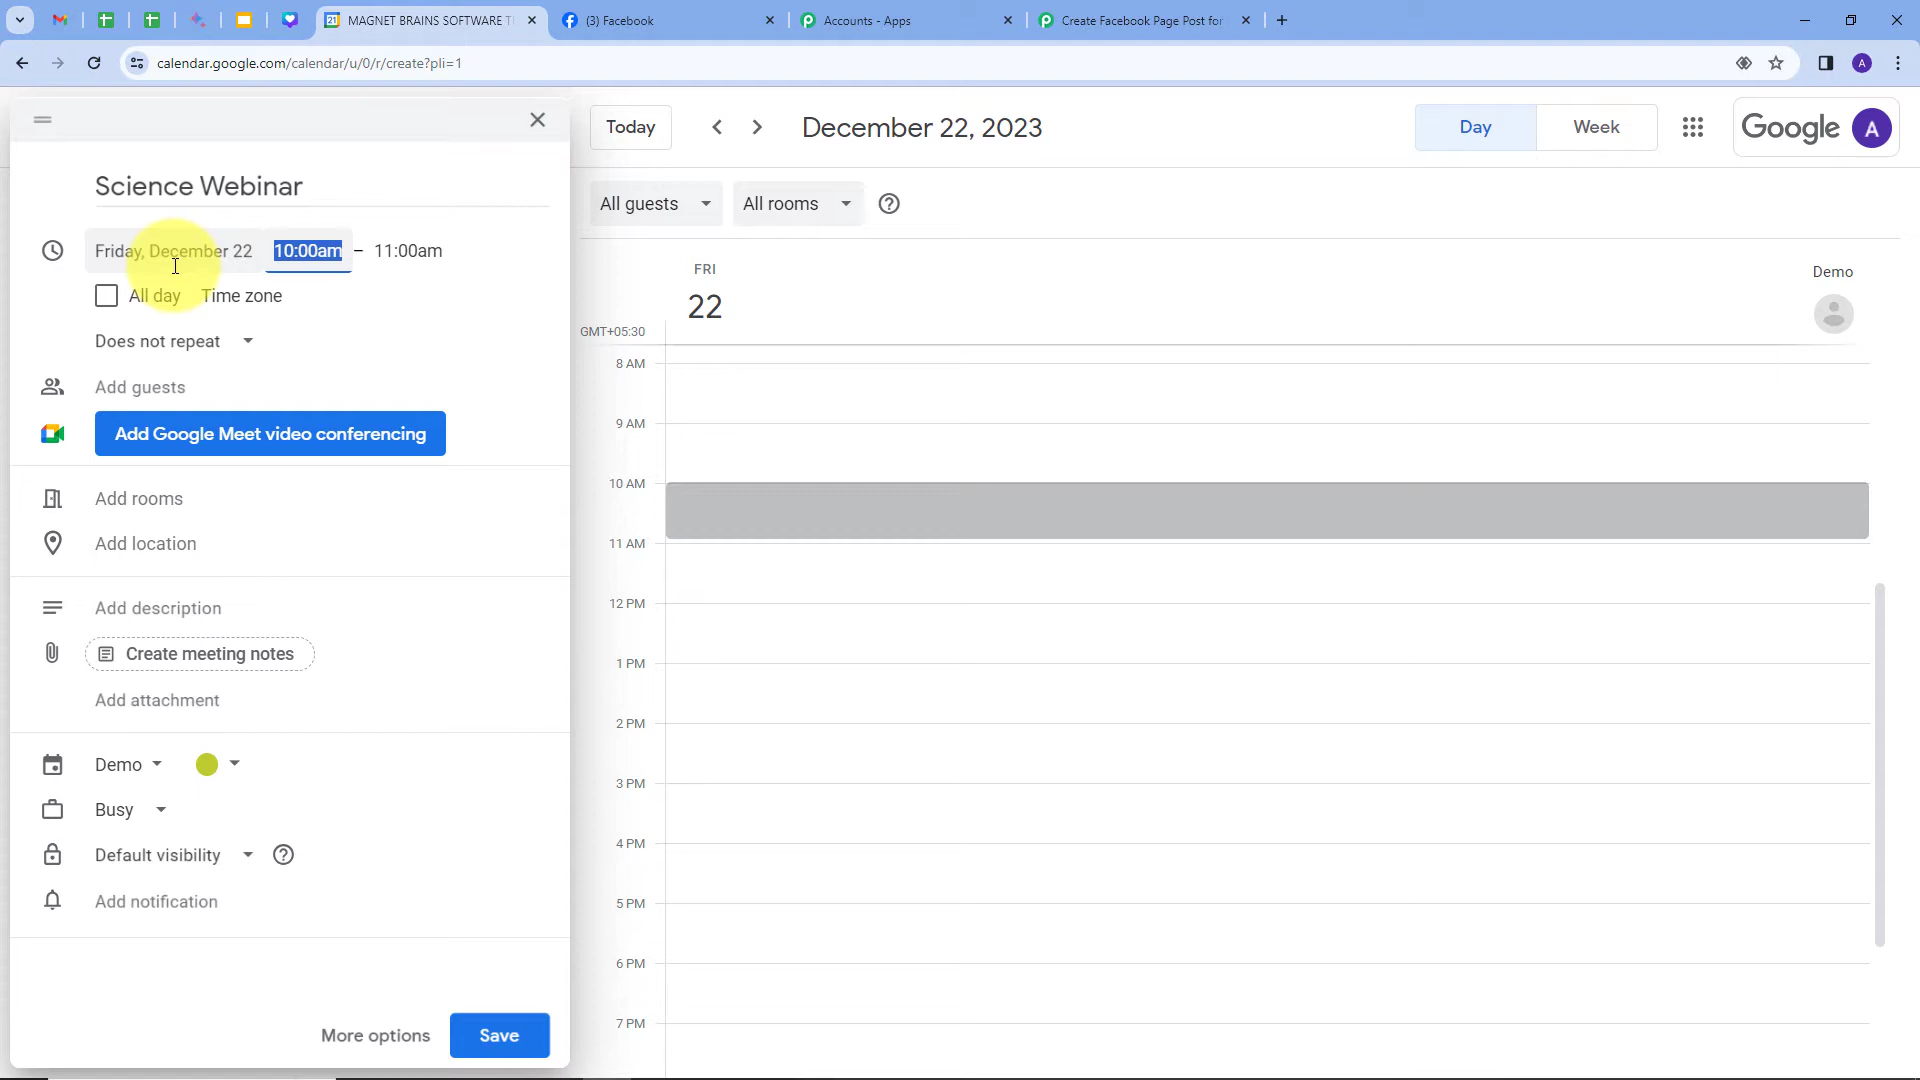 MAGNET BRAINS SOFTWARE T
(3) Facebook
Accounts - Apps
Create Facebook Page Post for
calendar.google.com/calendar/u/0/r/create?pli=1
A
Today
December 22, 2023
Day
Week
Google
A
Science Webinar
All guests
All rooms
Friday, December 22 10:00am – 11:00am
All day Time zone
Does not repeat
Add guests
Add Google Meet video conferencing
Add rooms
Add location
Add description
Create meeting notes
Add attachment
Demo
Busy
Default visibility
Add notification
More options
Save
FRI
22
Demo
GMT+05:30
8 AM
9 AM
10 AM
11 AM
12 PM
1 PM
2 PM
3 PM
4 PM
5 PM
6 PM
7 PM